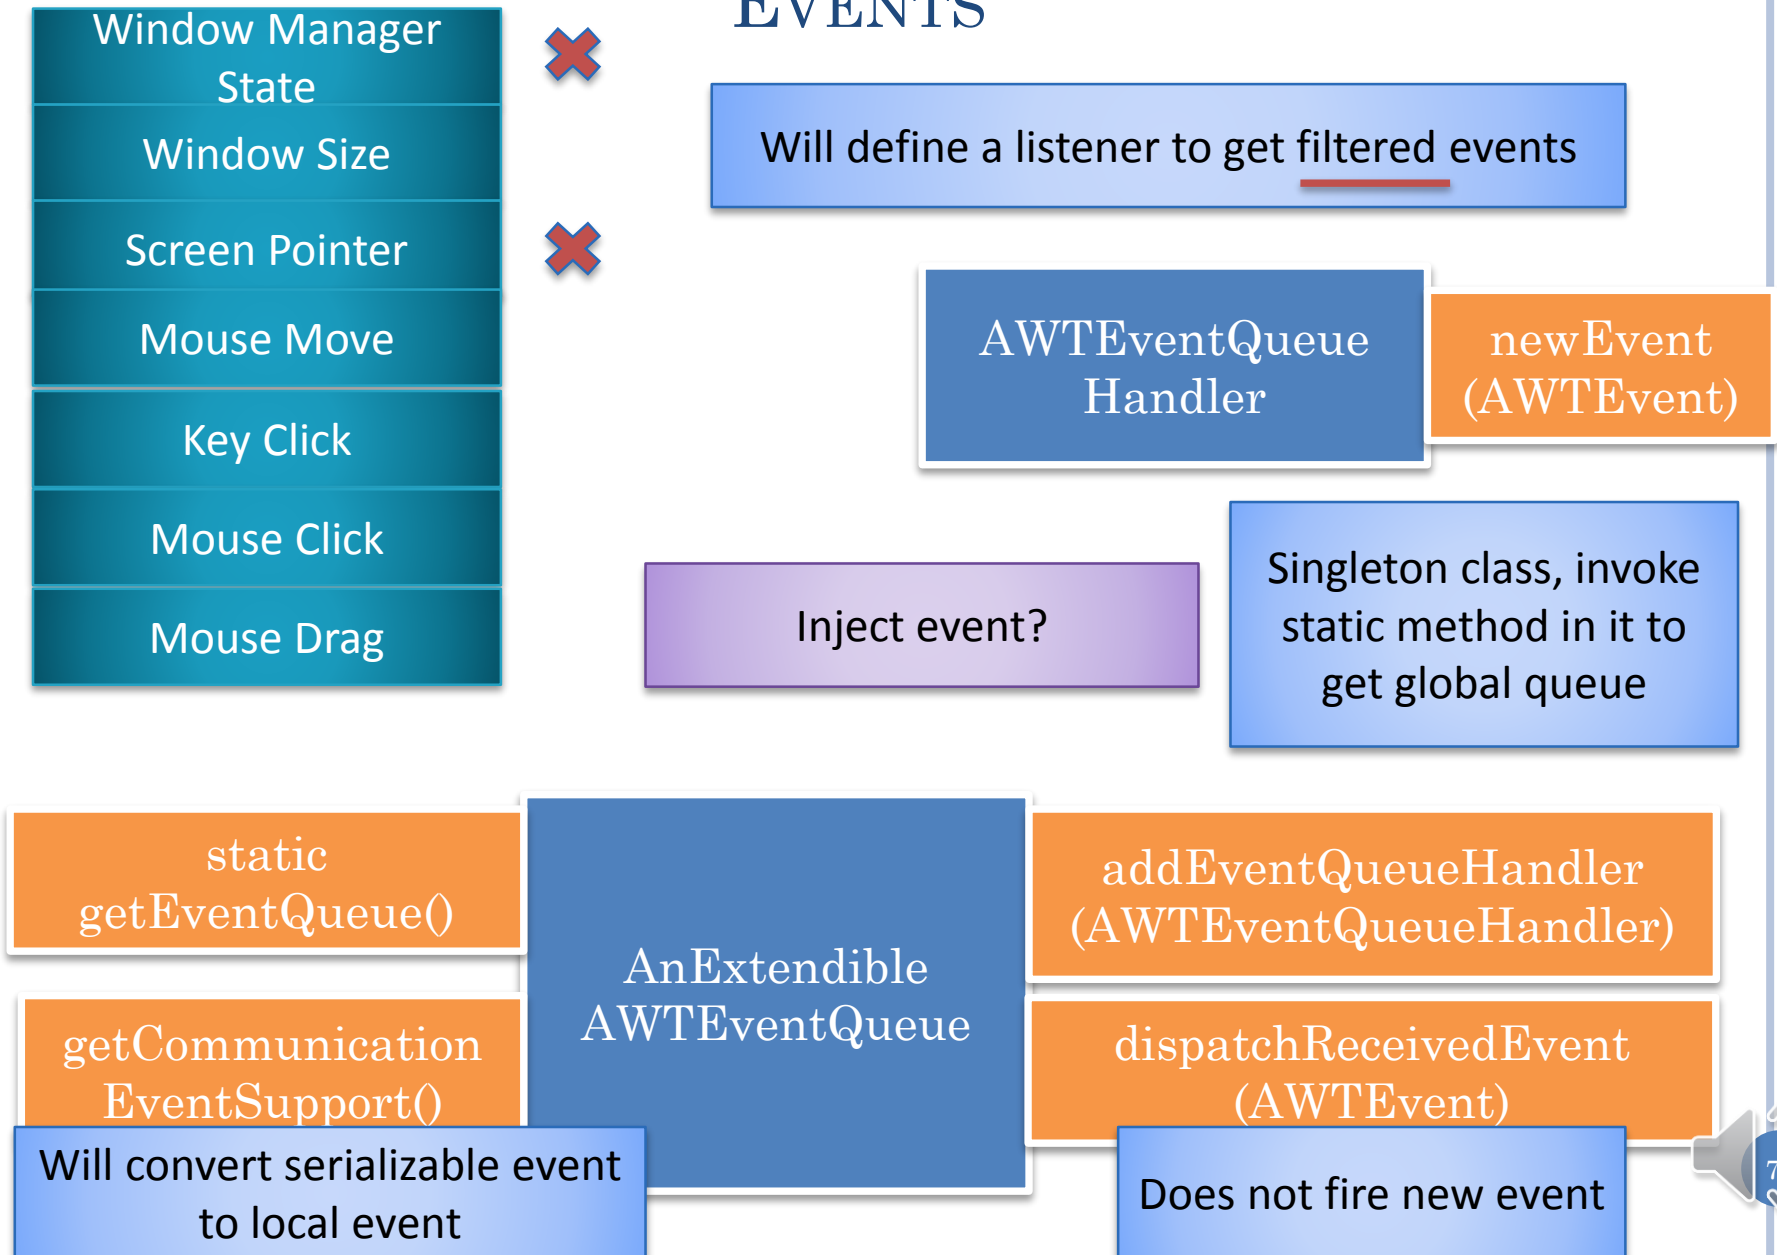 EVENTS
Window Manager
State
Window Size
Screen Pointer
Mouse Move
Key Click
Mouse Click
Mouse Drag
Will define a listener to get filtered events
AWTEventQueue
Handler
newEvent
(AWTEvent)
Inject event?
Singleton class, invoke
static method in it to
get global queue
static
getEventQueue()
getCommunication
EventSupport()
AnExtendible
AWTEventQueue
addEventQueueHandler
(AWTEventQueueHandler)
dispatchReceivedEvent
(AWTEvent)
Will convert serializable event
to local event
Does not fire new event